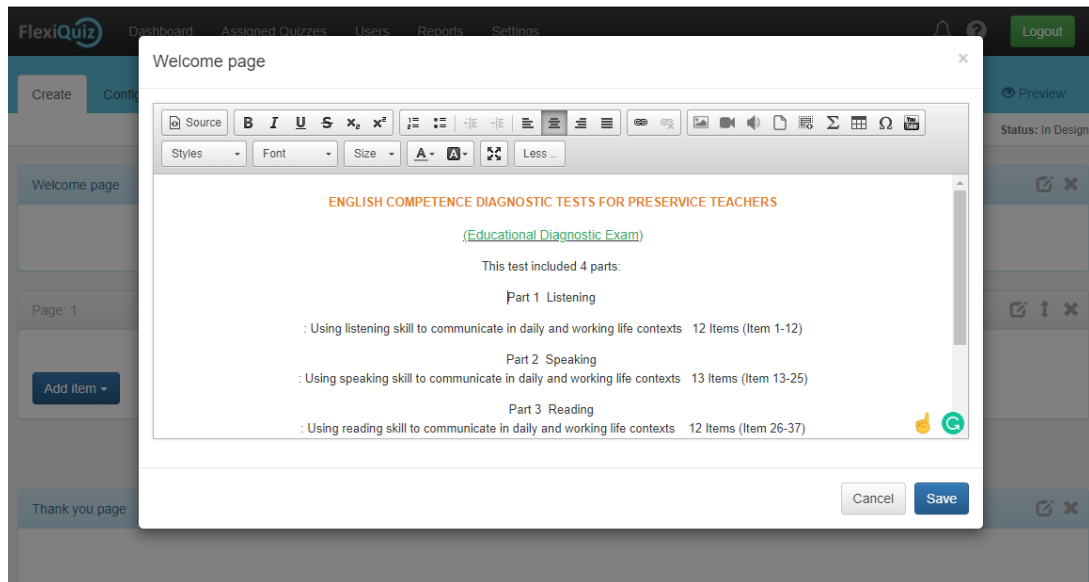 FlexiQuiz Dashboard Assigned Quizzes Users Reports Settings Logout
Welcome page ×
Create Config Preview
Source B I U S x₂ x² Σ Ω You Tube
Status: In Design
Styles Font Size A A Less ..
Welcome page
ENGLISH COMPETENCE DIAGNOSTIC TESTS FOR PRESERVICE TEACHERS
(Educational Diagnostic Exam)
This test included 4 parts:
Part 1 Listening
Page: 1
: Using listening skill to communicate in daily and working life contexts 12 Items (Item 1-12)
Part 2 Speaking
: Using speaking skill to communicate in daily and working life contexts 13 Items (Item 13-25)
Add item
Part 3 Reading
: Using reading skill to communicate in daily and working life contexts 12 Items (Item 26-37)
Cancel Save
Thank you page